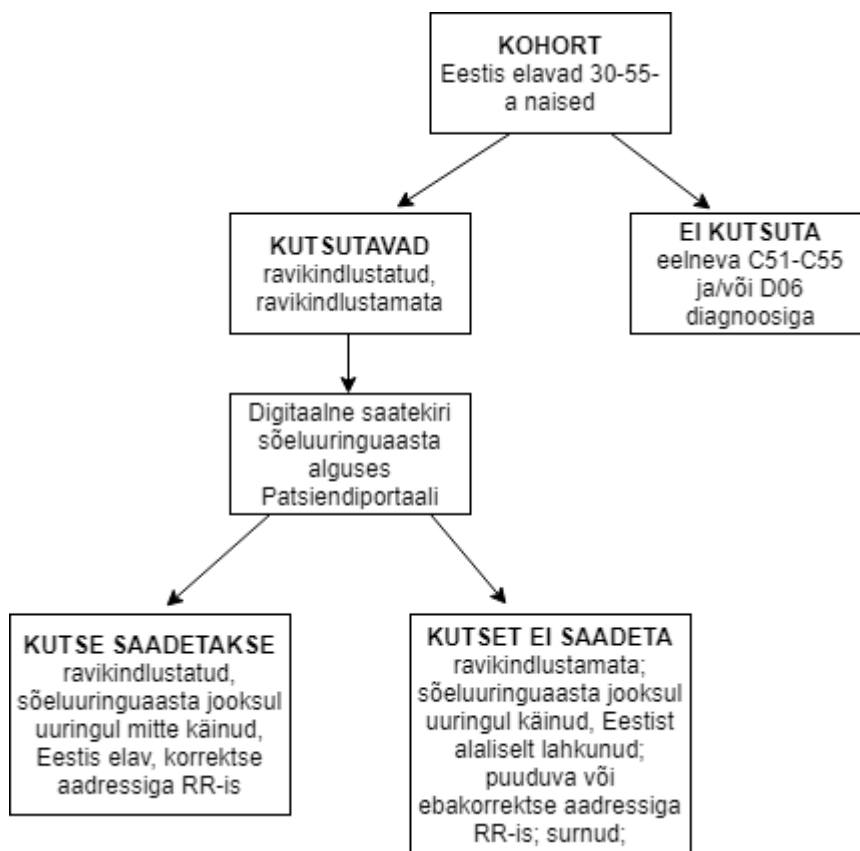 KOHORT
Eestis elavad 30-55-
a naised
KUTSUTAVAD
ravikindlustatud,
ravikindlustamata
EI KUTSUTA
eelneva C51-C55
ja/või D06
diagnoosiga
Digitaalne saatekiri
sõeluuringuaasta
alguses
Patsiendiportaali
KUTSE SAADETAKSE
ravikindlustatud,
sõeluuringuaasta jooksul
uuringul mitte käinud,
Eestis elav, korrektse
aadressiga RR-is
KUTSET EI SAADETA
ravikindlustamata;
sõeluuringuaasta jooksul
uuringul käinud, Eestist
alaliselt lahkunud;
puuduva või
ebakorrektse aadressiga
RR-is; surnud;